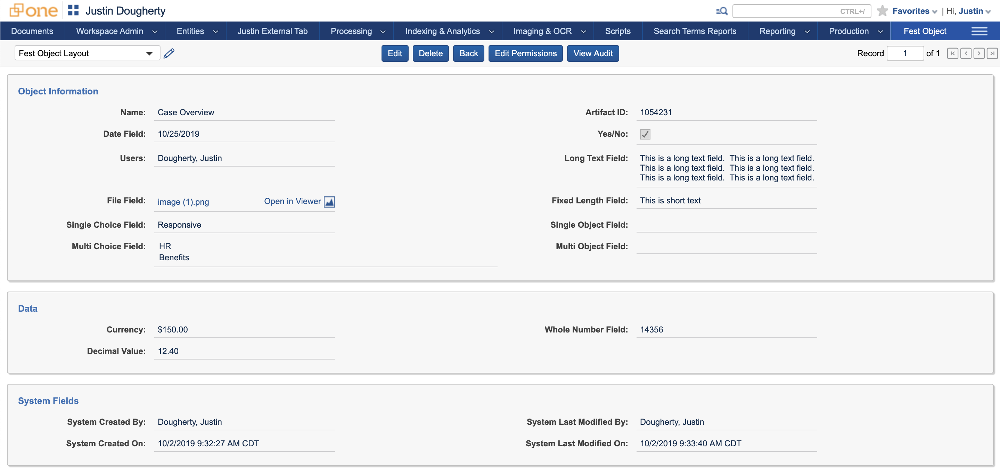 one Justin Dougherty CTRL+/ Favorites | Hi, Justin
Documents Workspace Admin Entities Justin External Tab Processing Indexing & Analytics Imaging & OCR Scripts Search Terms Reports Reporting Production Fest Object
Fest Object Layout Edit Delete Back Edit Permissions View Audit Record 1 of 1
Object Information
Name: Case Overview Artifact ID: 1054231
Date Field: 10/25/2019 Yes/No:
Users: Dougherty, Justin Long Text Field: This is a long text field. This is a long text field.
This is a long text field. This is a long text field.
This is a long text field. This is a long text field.
File Field: image (1).png Open in Viewer Fixed Length Field: This is short text
Single Choice Field: Responsive Single Object Field:
Multi Choice Field: HR Multi Object Field:
Benefits
Data
Currency: $150.00 Whole Number Field: 14356
Decimal Value: 12.40
System Fields
System Created By: Dougherty, Justin System Last Modified By: Dougherty, Justin
System Created On: 10/2/2019 9:32:27 AM CDT System Last Modified On: 10/2/2019 9:33:40 AM CDT